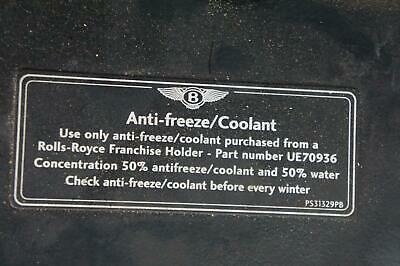 B
Anti-freeze/Coolant
Use only anti-freeze/coolant purchased from a
Rolls-Royce Franchise Holder - Part number UE70936
Concentration 50% antifreeze/coolant and 50% water
Check anti-freeze/coolant before every winter
PS31329PB